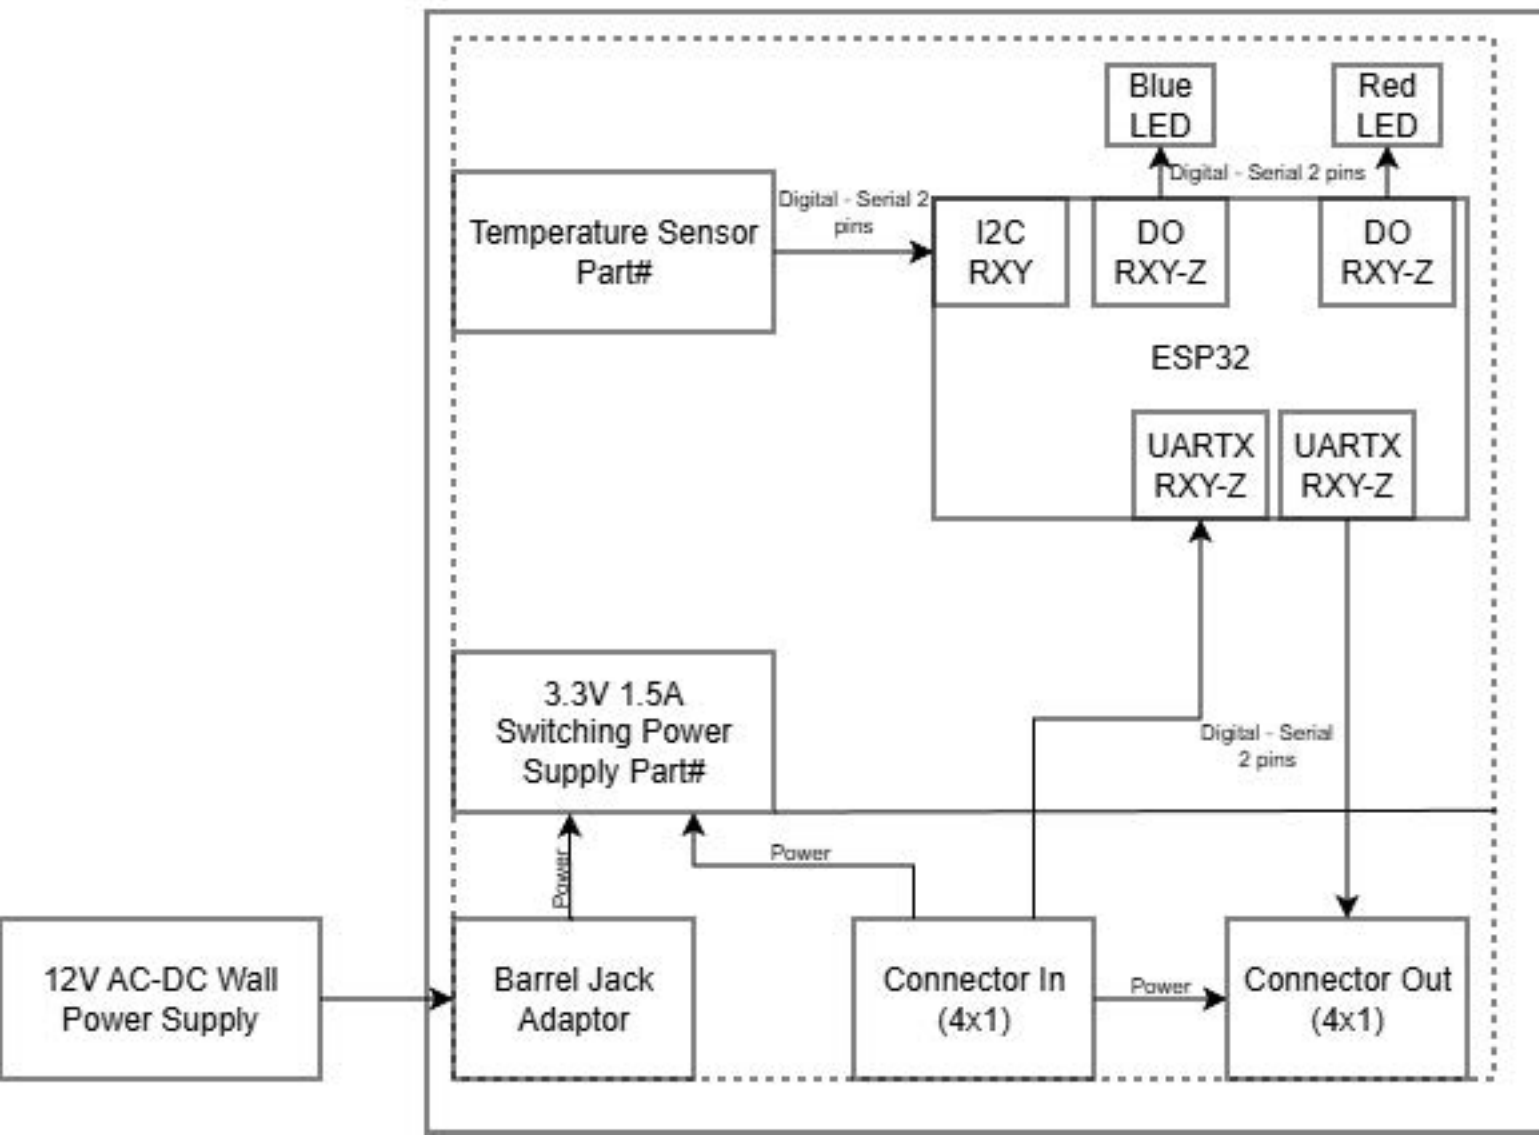 Blue
LED
Red
LED
Digital - Serial 2 pins
Temperature Sensor
Part#
Digital - Serial 2
pins
I2C
RXY
DO
RXY-Z
DO
RXY-Z
ESP32
UARTX
RXY-Z
UARTX
RXY-Z
3.3V 1.5A
Switching Power
Supply Part#
Digital - Serial
2 pins
Power
Power
12V AC-DC Wall
Power Supply
Barrel Jack
Adaptor
Connector In
(4x1)
Power
Connector Out
(4x1)